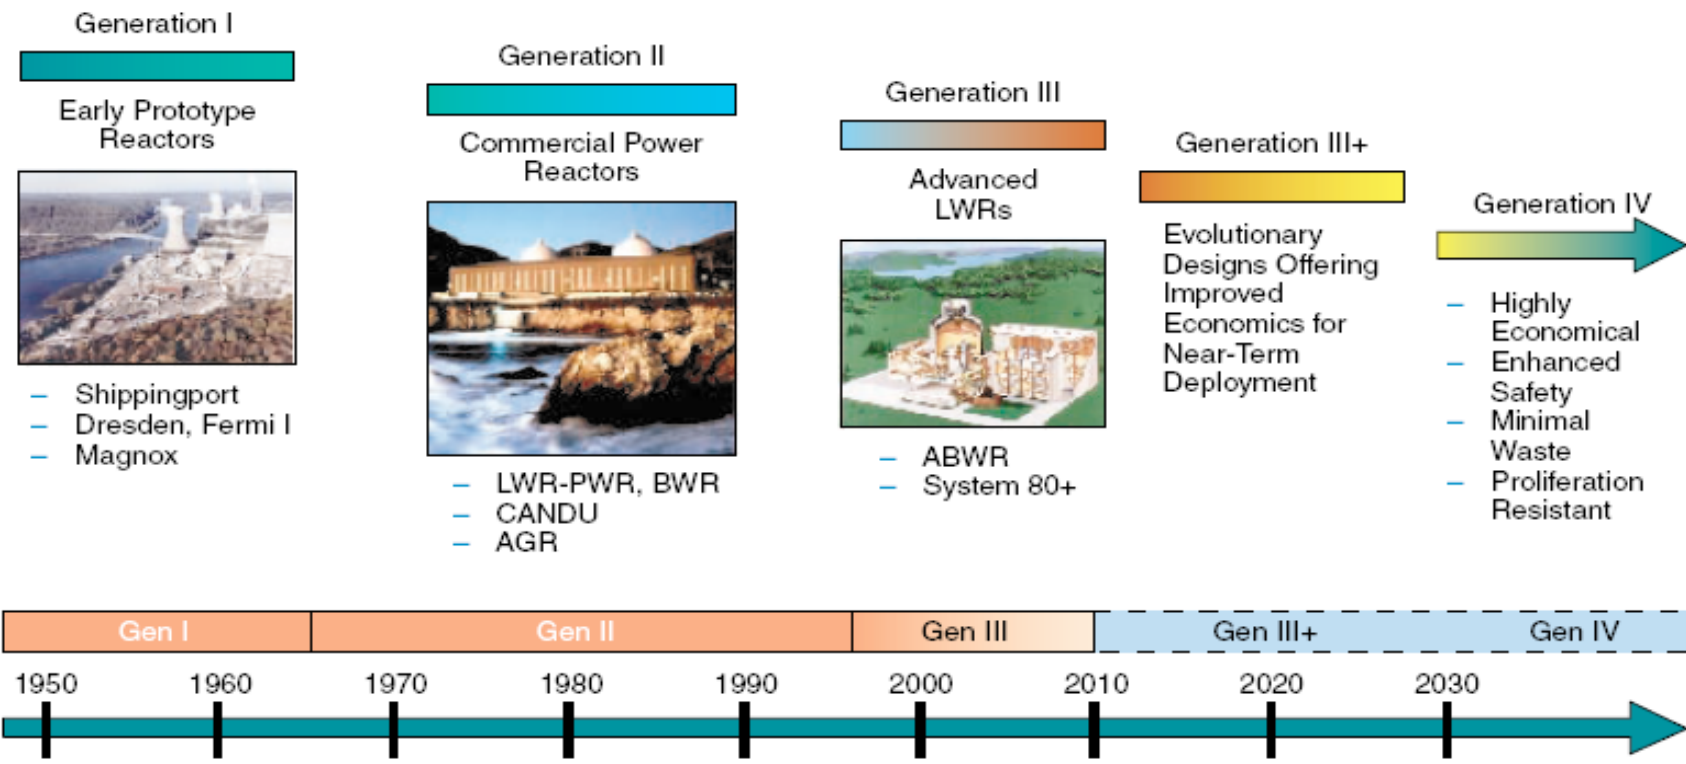 Generation I
Early Prototype
Reactors
– Shippingport
– Dresden, Fermi I
– Magnox
Generation II
Commercial Power
Reactors
– LWR-PWR, BWR
– CANDU
– AGR
Generation III
Advanced
LWRs
– ABWR
– System 80+
Generation III+
Evolutionary
Designs Offering
Improved
Economics for
Near-Term
Deployment
Generation IV
– Highly
Economical
– Enhanced
Safety
– Minimal
Waste
– Proliferation
Resistant
Gen I Gen II Gen III Gen III+ Gen IV
1950 1960 1970 1980 1990 2000 2010 2020 2030